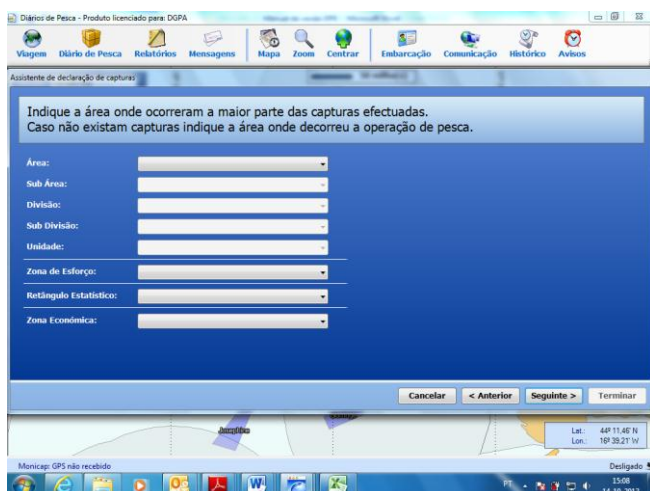 Diários de Pesca - Produto licenciado para: DGPA
Viagem Diário de Pesca Relatórios Mensagens Mapa Zoom Centrar Embarcação Comunicação Histórico Avisos
Assistente de declaração de capturas
Indique a área onde ocorreram a maior parte das capturas efectuadas.
Caso não existam capturas indique a área onde decorreu a operação de pesca.
Área:
Sub Área:
Divisão:
Sub Divisão:
Unidade:
Zona de Esforço:
Retângulo Estatístico:
Zona Económica:
Cancelar < Anterior Seguinte > Terminar
Josephine
Lat.: 44º 11,46' N
Lon.: 16º 39,21' W
Monicap: GPS não recebido Desligado
PT 15:08
14-10-2013